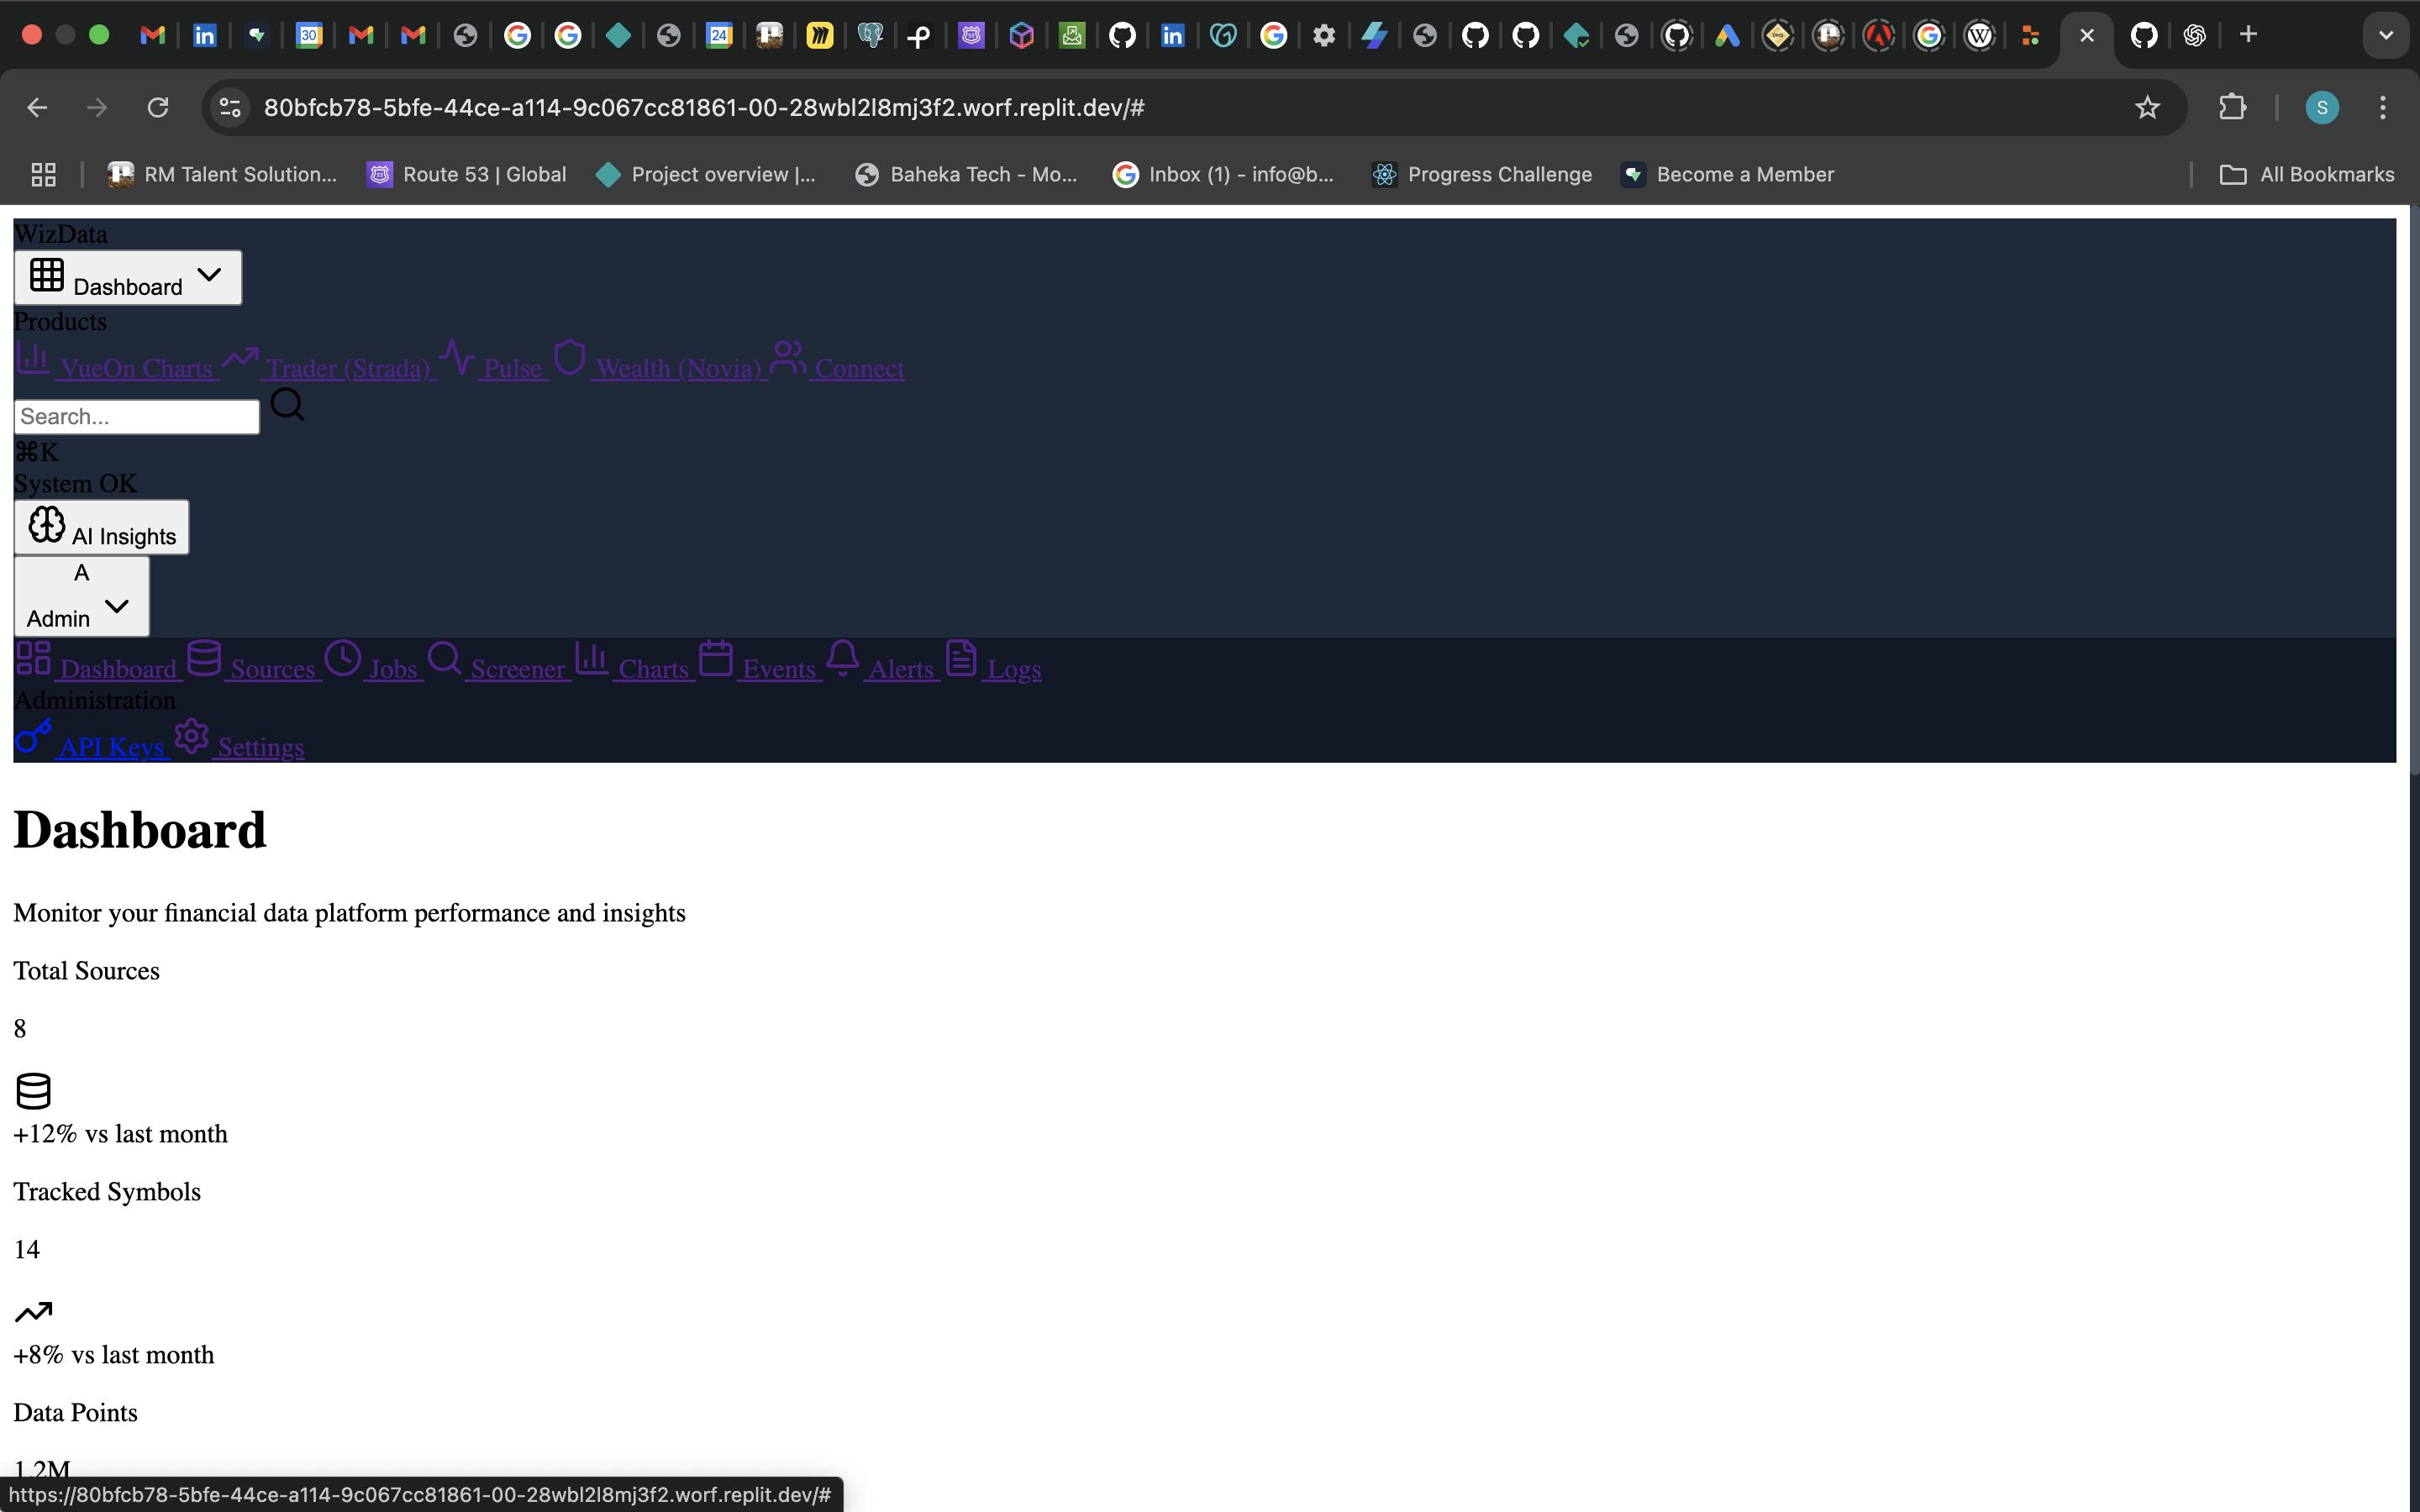 80bfcb78-5bfe-44ce-a114-9c067cc81861-00-28wbl2l8mj3f2.worf.replit.dev/#
S
RM Talent Solution...
Route 53 | Global
Project overview |...
Baheka Tech - Mo...
Inbox (1) - info@b...
Progress Challenge
Become a Member
All Bookmarks
WizData
Dashboard
Products
VueOn Charts Trader (Strada) Pulse Wealth (Novia) Connect
Search...
⌘K
System OK
AI Insights
A
Admin
Dashboard Sources Jobs Screener Charts Events Alerts Logs
Administration
API Keys Settings
Dashboard
Monitor your financial data platform performance and insights
Total Sources
8
+12% vs last month
Tracked Symbols
14
+8% vs last month
Data Points
1.2M
https://80bfcb78-5bfe-44ce-a114-9c067cc81861-00-28wbl2l8mj3f2.worf.replit.dev/#